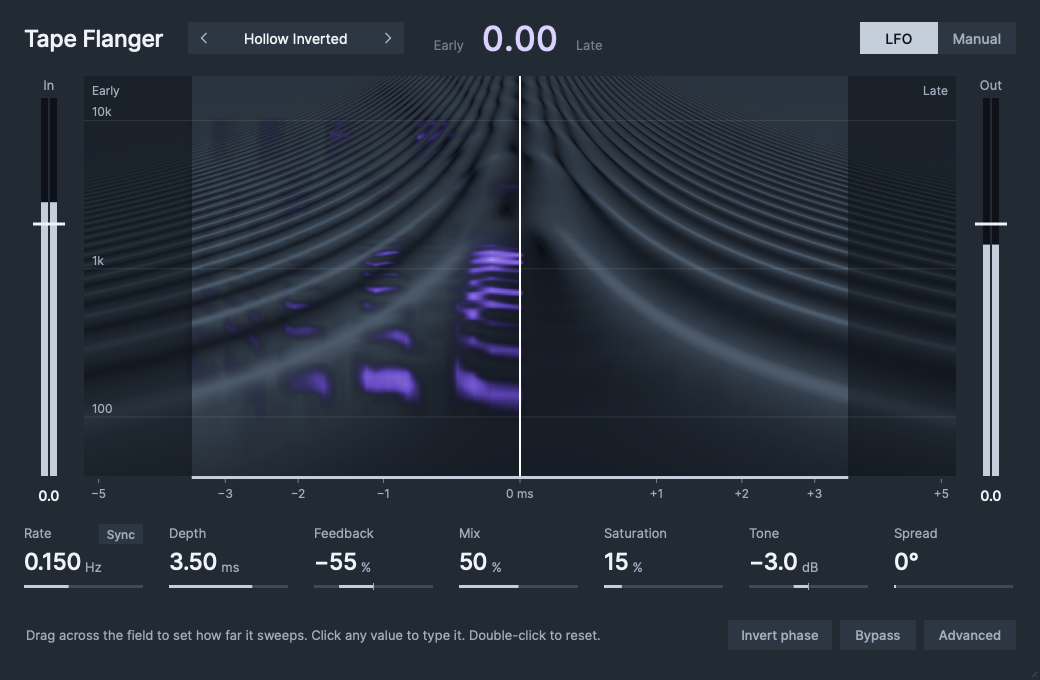 Tape Flanger
Hollow Inverted
Early 0.00 Late
LFO Manual
In
Out
Early
Late
10k
1k
100
−5 −3 −2 −1 0 ms +1 +2 +3 +5
0.0
0.0
Rate Sync
0.150 Hz
Depth
3.50 ms
Feedback
−55 %
Mix
50 %
Saturation
15 %
Tone
−3.0 dB
Spread
0°
Drag across the field to set how far it sweeps. Click any value to type it. Double-click to reset.
Invert phase Bypass Advanced